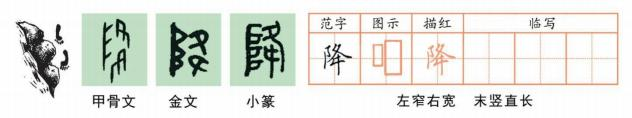 范字 图示 描红 临写
降 降
甲骨文 金文 小篆 左窄右宽 末竖直长